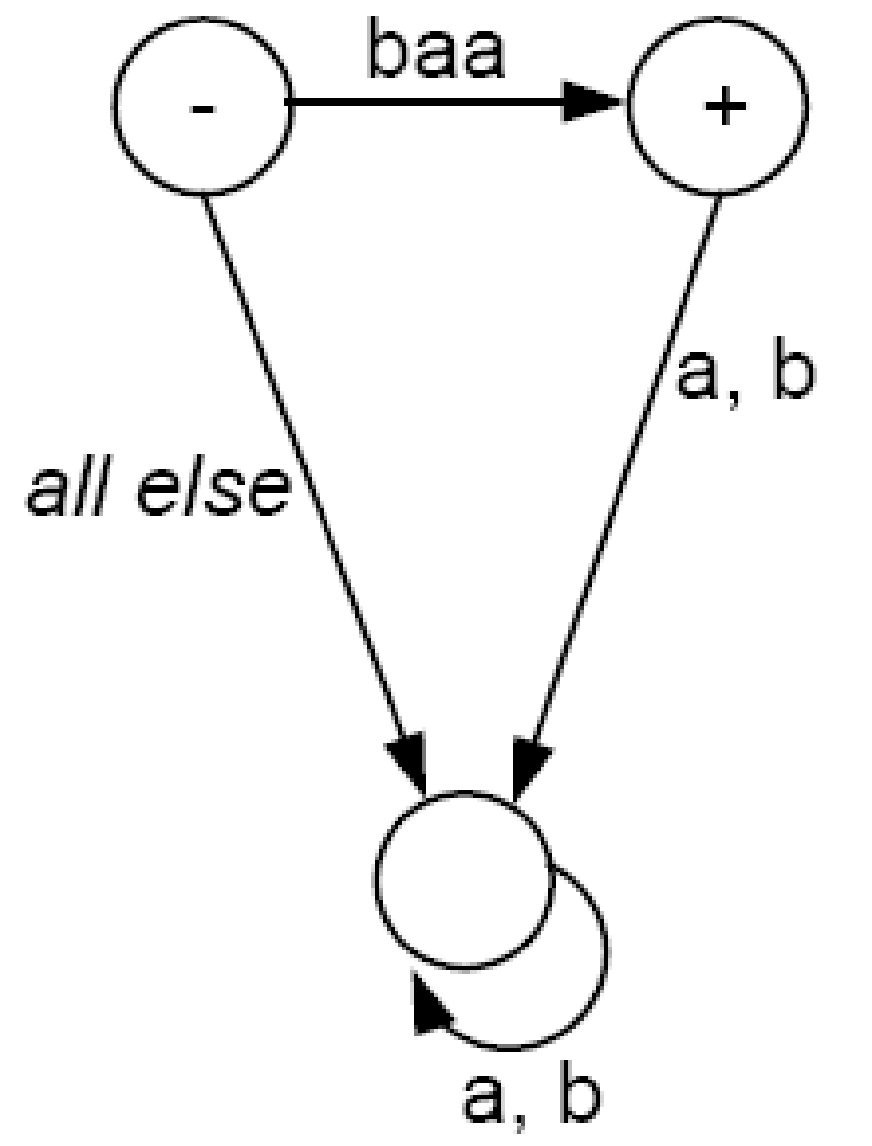 baa
- +
a, b
all else
a, b